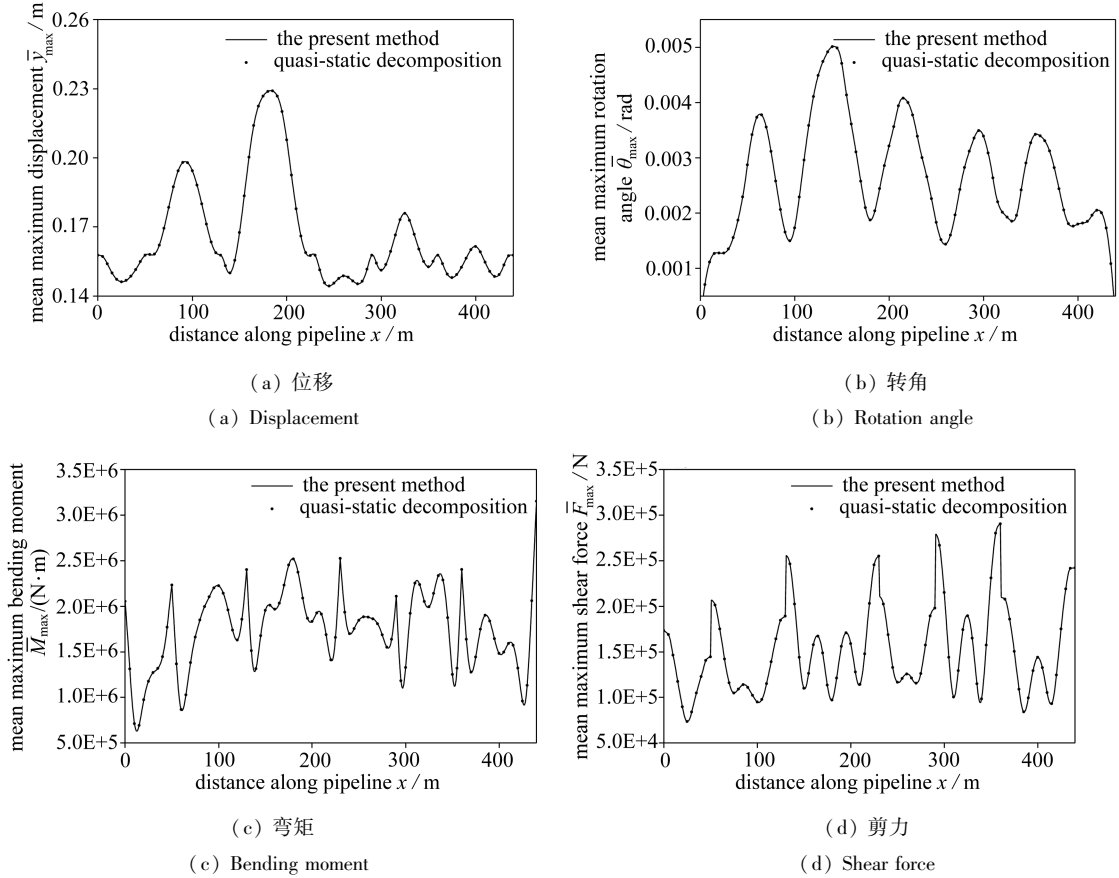 mean maximum displacement y̅max / m
0.26
0.23
0.20
0.17
0.14
the present method
quasi-static decomposition
0 100 200 300 400
distance along pipeline x / m
(a) 位移
(a) Displacement
mean maximum rotation
angle θ̅max / rad
0.005
0.004
0.003
0.002
0.001
the present method
quasi-static decomposition
0 100 200 300 400
distance along pipeline x / m
(b) 转角
(b) Rotation angle
mean maximum bending moment
M̅max/(N·m)
3.5E+6
3.0E+6
2.5E+6
2.0E+6
1.5E+6
1.0E+6
5.0E+5
the present method
quasi-static decomposition
0 100 200 300 400
distance along pipeline x / m
(c) 弯矩
(c) Bending moment
mean maximum shear force F̅max / N
3.5E+5
3.0E+5
2.5E+5
2.0E+5
1.5E+5
1.0E+5
5.0E+4
the present method
quasi-static decomposition
0 100 200 300 400
distance along pipeline x / m
(d) 剪力
(d) Shear force